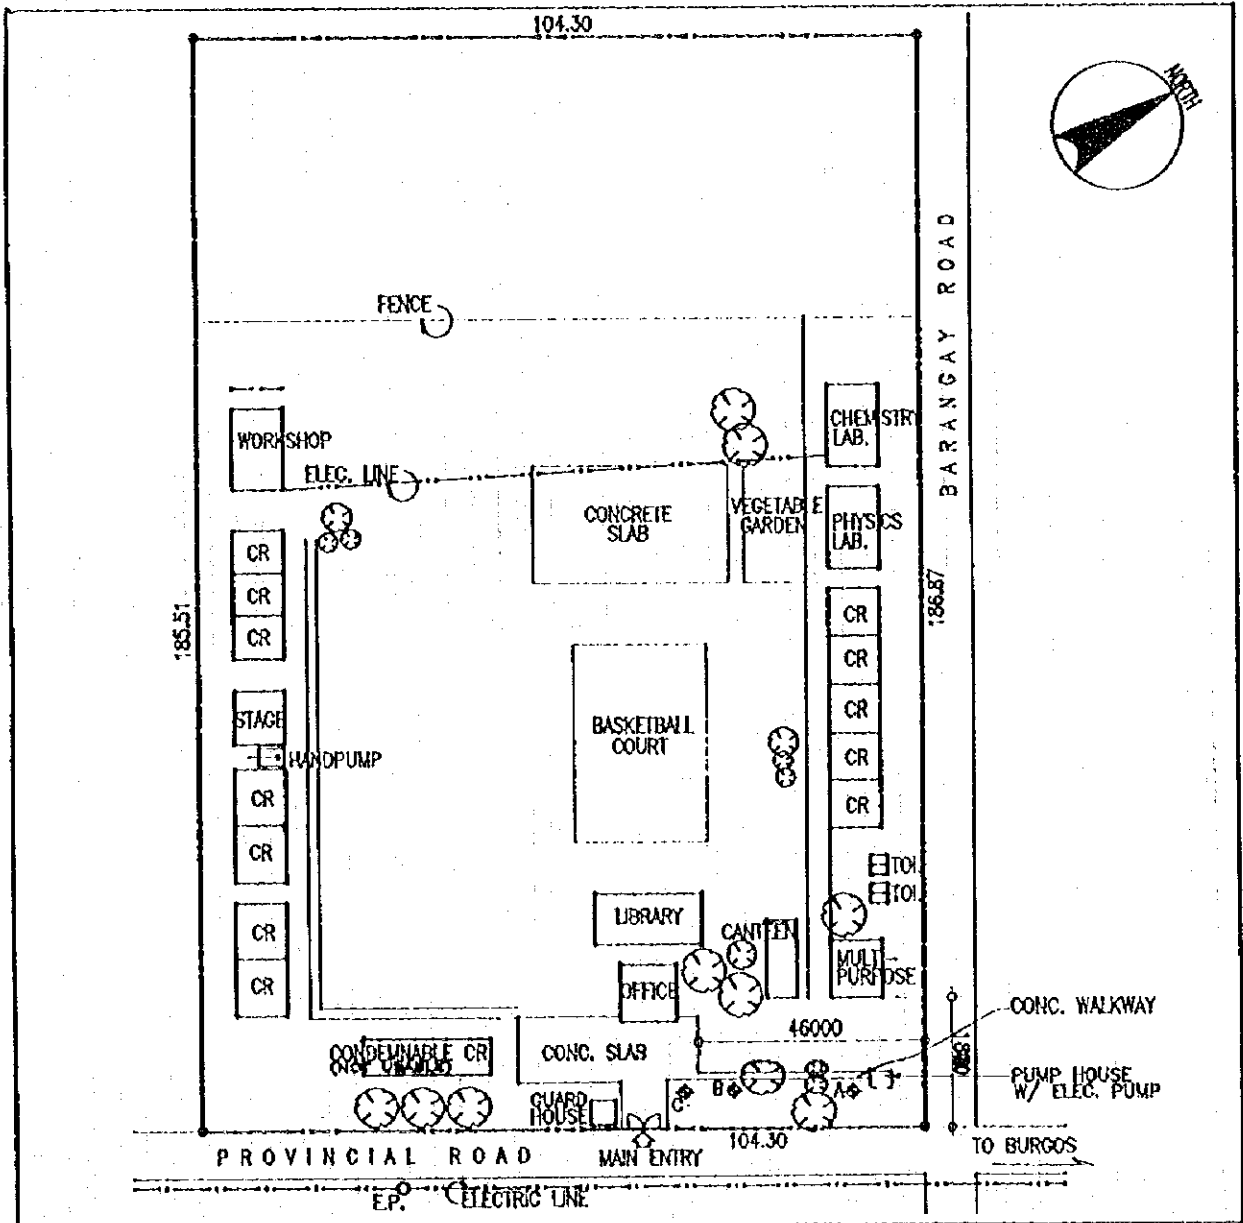 104.30
NORTH
BARANGAY ROAD
FENCE
WORKSHOP
CHEMISTR
LAB.
ELEC. LINE
CONCRETE
SLAB
VEGETABLE
GARDEN
PHYSICS
LAB.
CR
CR
CR
185.51
186.87
CR
CR
CR
CR
CR
STAGE
HANDPUMP
BASKETBALL
COURT
CR
CR
TOI.
TOI.
LIBRARY
CANTEEN
CR
CR
OFFICE
MULTI-
PURPOSE
46000
CONC. WALKWAY
CONDEMNABLE CR
CONC. SLAB
PUMP HOUSE
W/ ELEC. PUMP
GUARD
HOUSE
C
B
A
104.30
PROVINCIAL ROAD
MAIN ENTRY
TO BURGOS
E.P.
ELECTRIC LINE